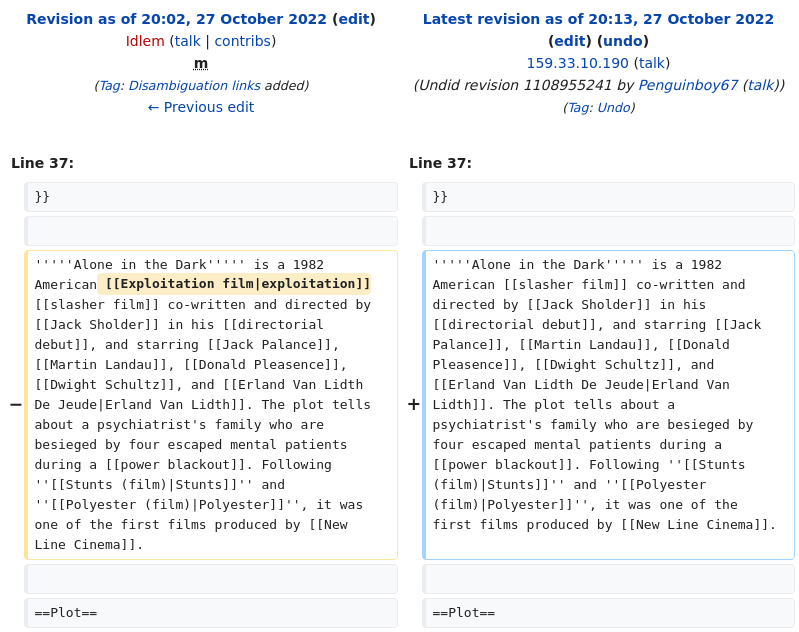 Revision as of 20:02, 27 October 2022 (edit)
Idlem (talk | contribs)
m
(Tag: Disambiguation links added)
← Previous edit
Latest revision as of 20:13, 27 October 2022
(edit) (undo)
159.33.10.190 (talk)
(Undid revision 1108955241 by Penguinboy67 (talk))
(Tag: Undo)
Line 37:
}}
−
'''''Alone in the Dark''''' is a 1982
American [[Exploitation film|exploitation]]
[[slasher film]] co-written and directed by
[[Jack Sholder]] in his [[directorial
debut]], and starring [[Jack Palance]],
[[Martin Landau]], [[Donald Pleasence]],
[[Dwight Schultz]], and [[Erland Van Lidth
De Jeude|Erland Van Lidth]]. The plot tells
about a psychiatrist's family who are
besieged by four escaped mental patients
during a [[power blackout]]. Following
''[[Stunts (film)|Stunts]]'' and
''[[Polyester (film)|Polyester]]'', it was
one of the first films produced by [[New
Line Cinema]].
==Plot==
Line 37:
}}
+
'''''Alone in the Dark''''' is a 1982
American [[slasher film]] co-written and
directed by [[Jack Sholder]] in his
[[directorial debut]], and starring [[Jack
Palance]], [[Martin Landau]], [[Donald
Pleasence]], [[Dwight Schultz]], and
[[Erland Van Lidth De Jeude|Erland Van
Lidth]]. The plot tells about a
psychiatrist's family who are besieged by
four escaped mental patients during a
[[power blackout]]. Following ''[[Stunts
(film)|Stunts]]'' and ''[[Polyester
(film)|Polyester]]'', it was one of the
first films produced by [[New Line Cinema]].
==Plot==